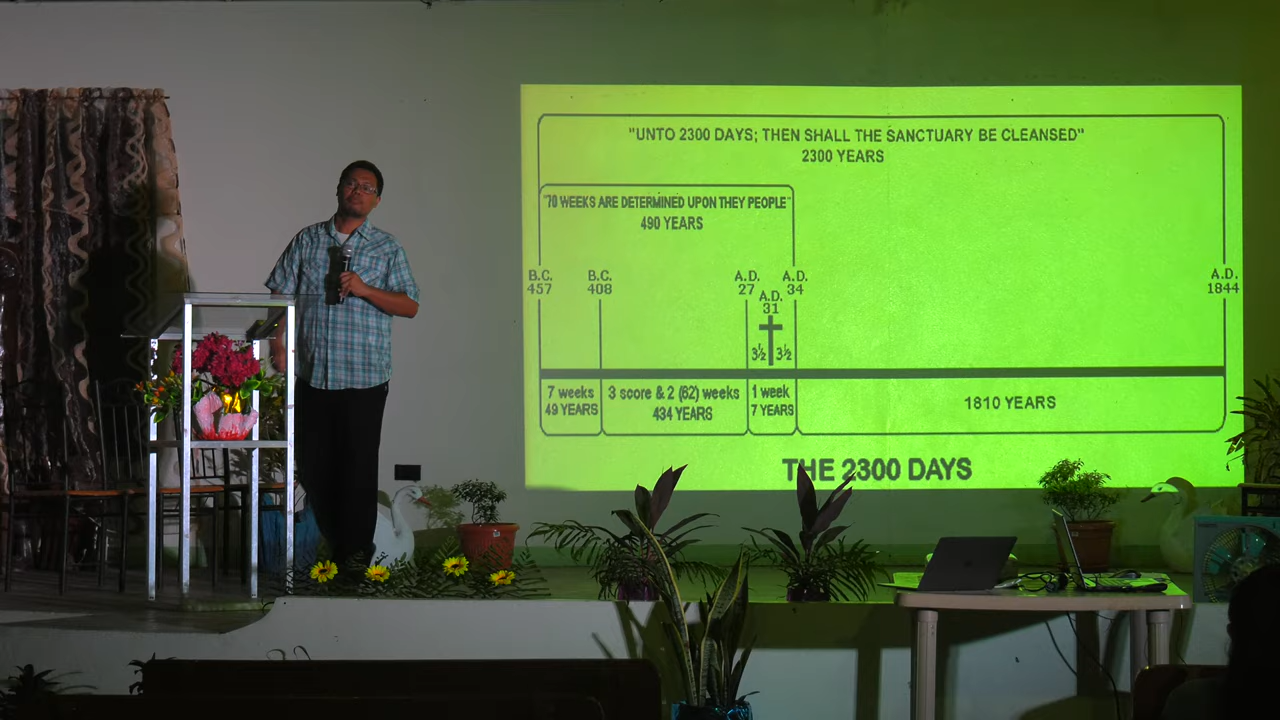 "UNTO 2300 DAYS; THEN SHALL THE SANCTUARY BE CLEANSED"
2300 YEARS
"70 WEEKS ARE DETERMINED UPON THEY PEOPLE"
490 YEARS
B.C.
457
B.C.
408
A.D.
27
A.D.
31
A.D.
34
A.D.
1844
3½ 3½
7 weeks
49 YEARS
3 score & 2 (62) weeks
434 YEARS
1 week
7 YEARS
1810 YEARS
THE 2300 DAYS